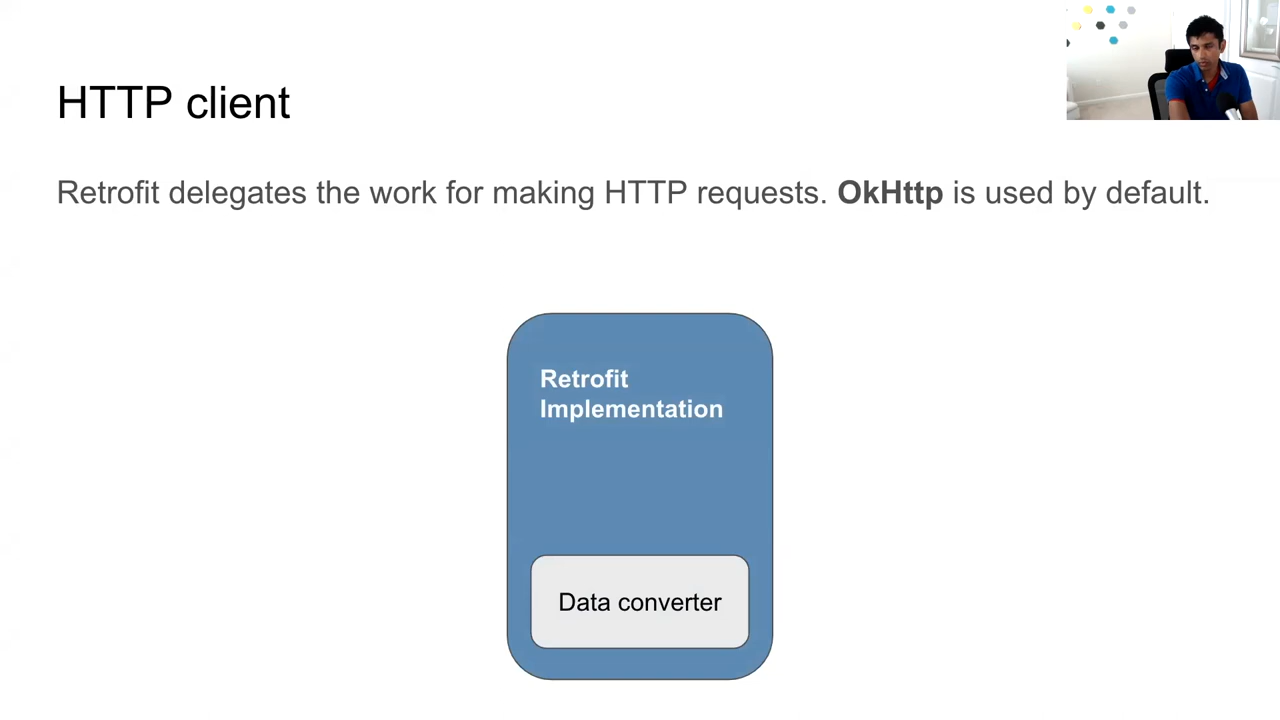 HTTP client
Retrofit delegates the work for making HTTP requests. OkHttp is used by default.
Retrofit
Implementation
Data converter